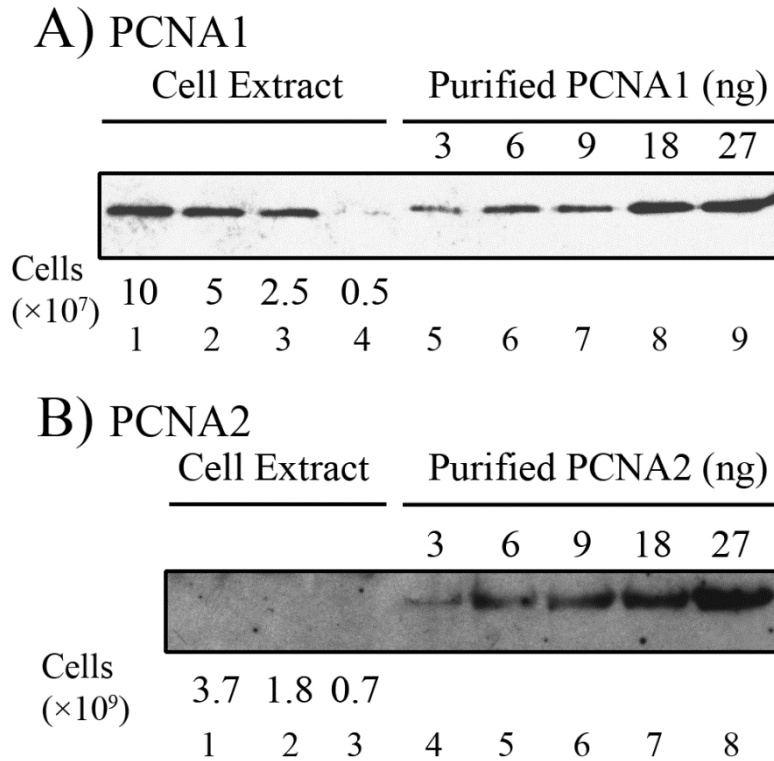 A) PCNA1
Cell Extract Purified PCNA1 (ng)
3 6 9 18 27
Cells
(×10⁷) 10 5 2.5 0.5
1 2 3 4 5 6 7 8 9
B) PCNA2
Cell Extract Purified PCNA2 (ng)
3 6 9 18 27
Cells
(×10⁹) 3.7 1.8 0.7
1 2 3 4 5 6 7 8